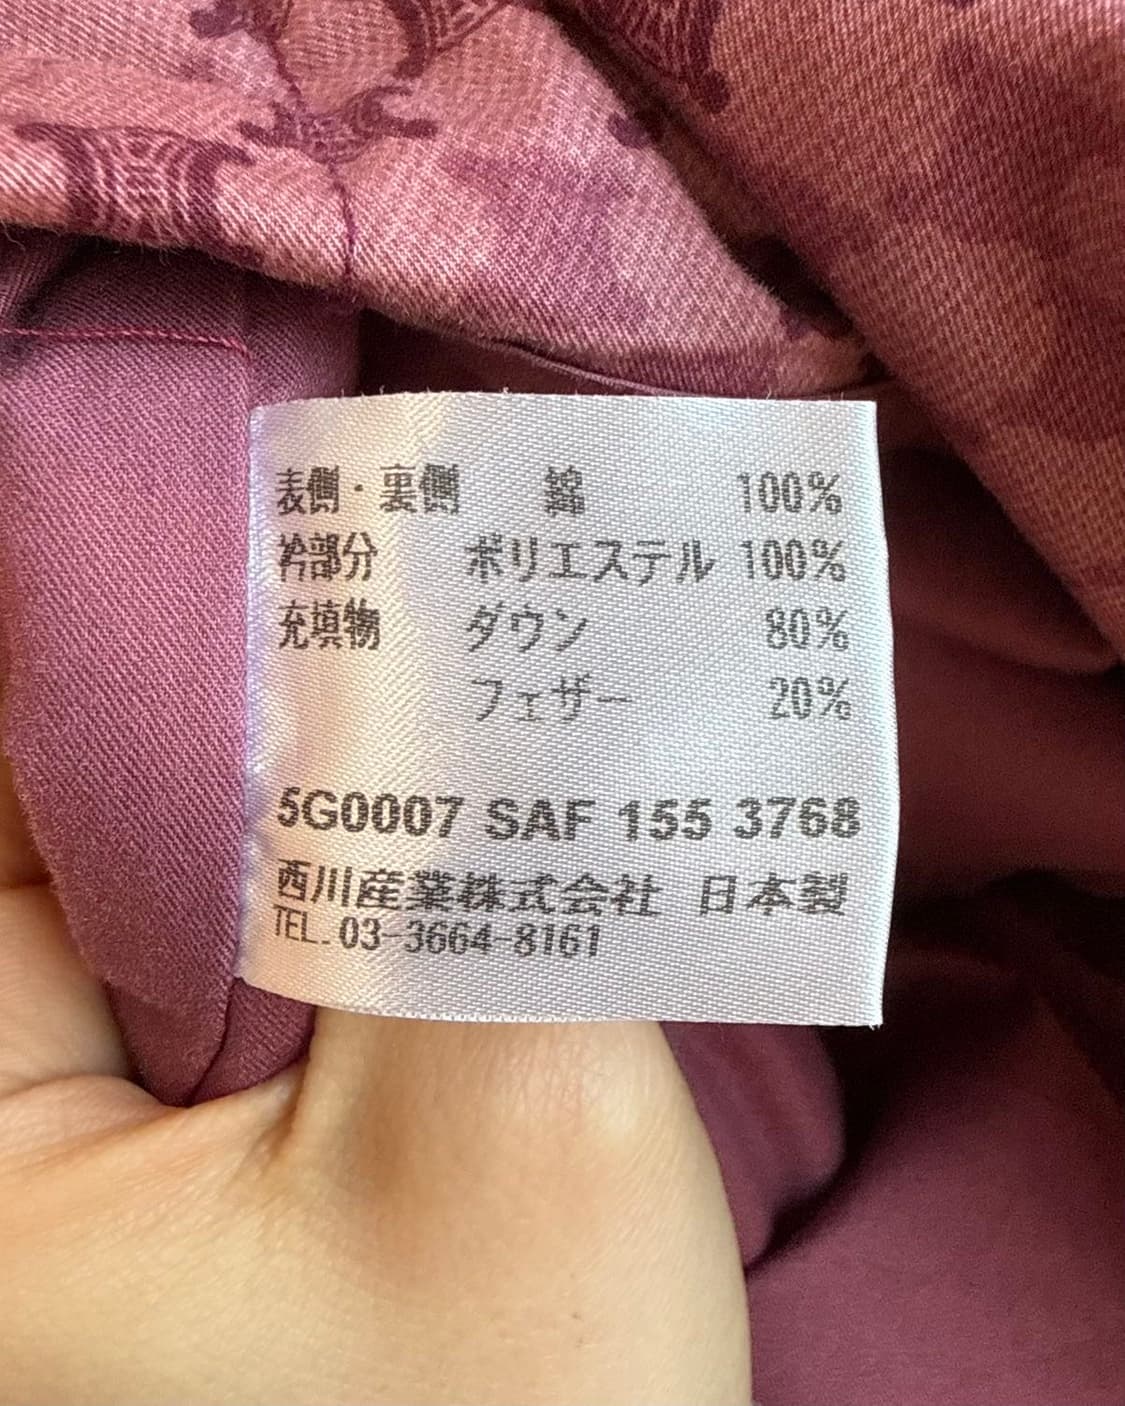 表側・裏側 綿 100%
衿部分 ポリエステル 100%
充填物 ダウン 80%
フェザー 20%
5G0007 SAF 155 3768
西川産業株式会社 日本製
TEL. 03-3664-8161